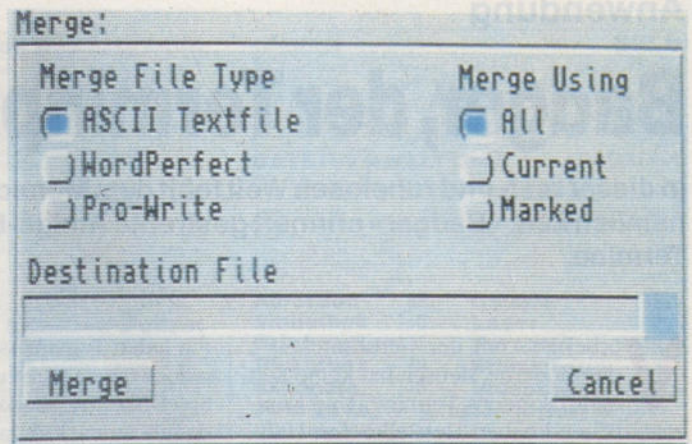 Merge:
Merge File Type
ASCII Textfile
WordPerfect
Pro-Write
Merge Using
All
Current
Marked
Destination File
Merge
Cancel